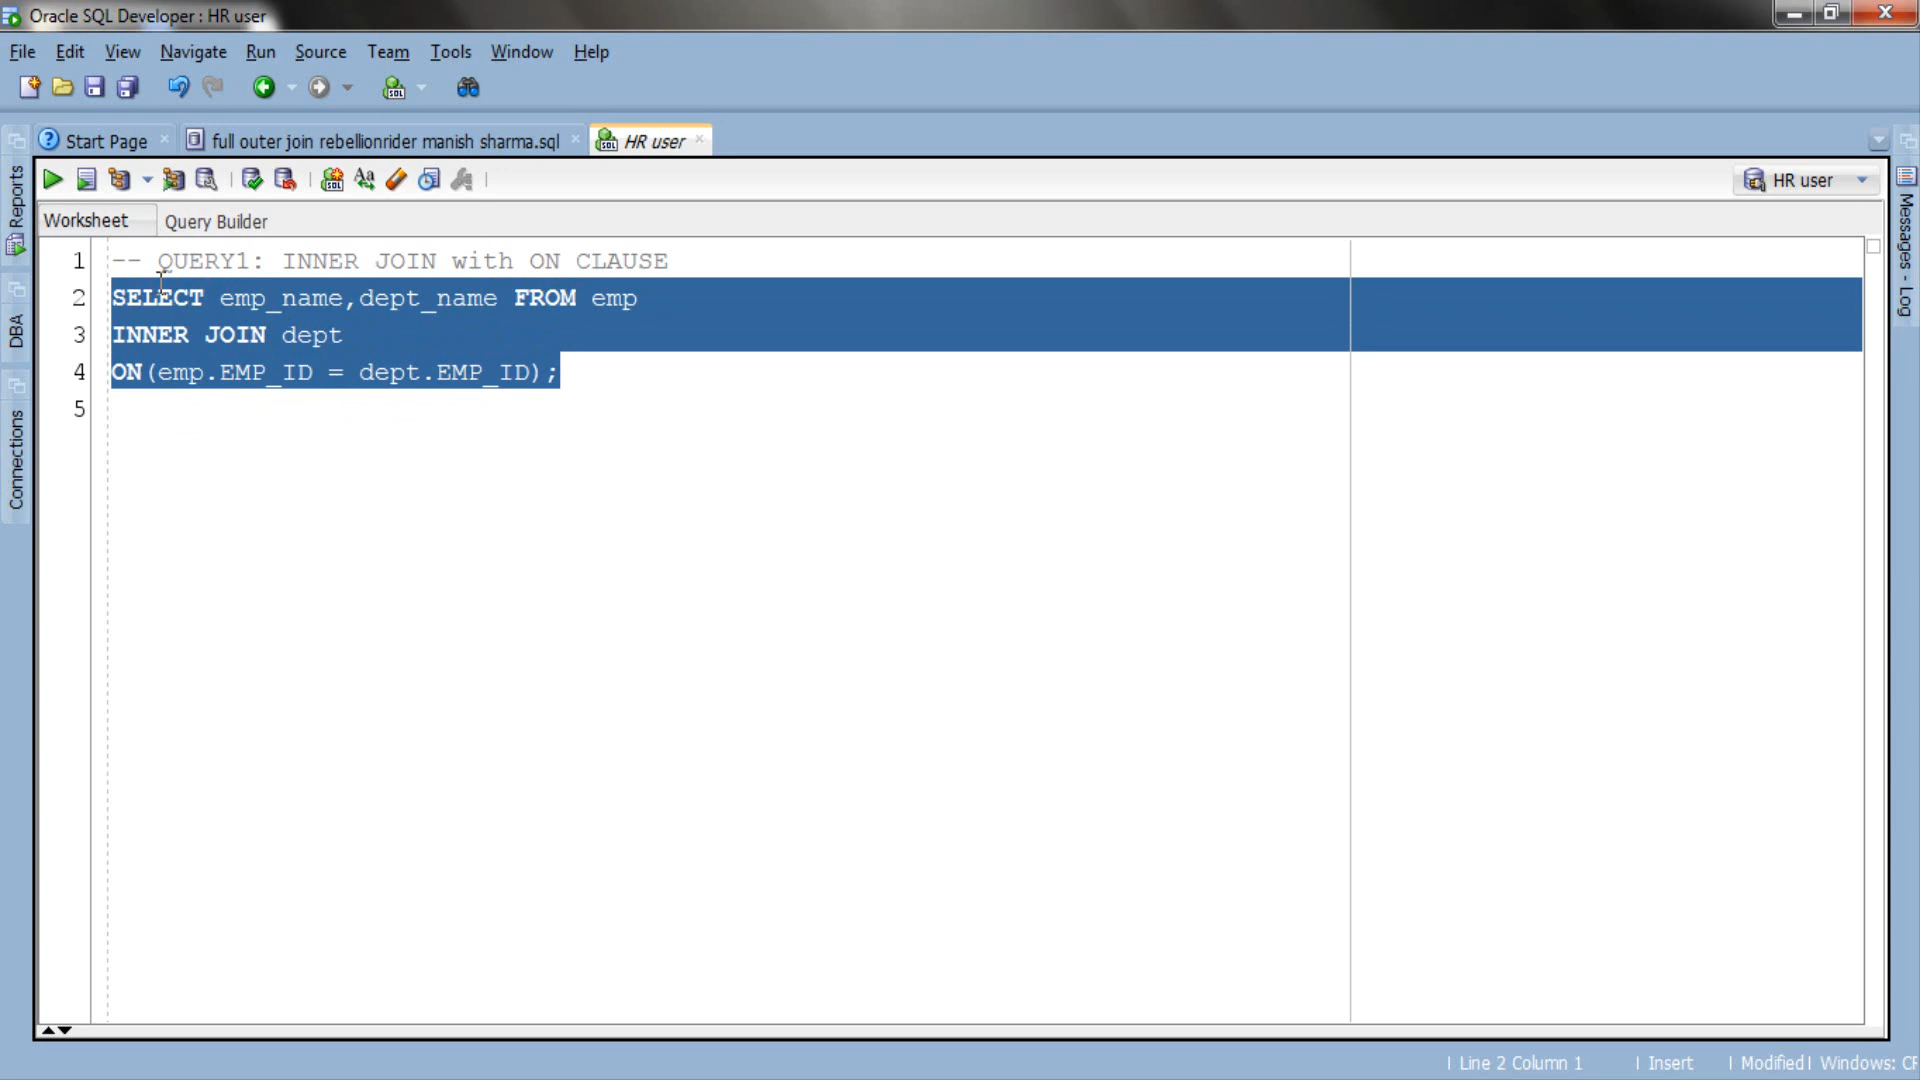 Oracle SQL Developer : HR user
File Edit View Navigate Run Source Team Tools Window Help
Start Page full outer join rebellionrider manish sharma.sql HR user
HR user
Worksheet Query Builder
Reports
DBA
Connections
Messages - Log
1 -- QUERY1: INNER JOIN with ON CLAUSE
2 SELECT emp_name,dept_name FROM emp
3 INNER JOIN dept
4 ON(emp.EMP_ID = dept.EMP_ID);
5
Line 2 Column 1 Insert Modified Windows: CF